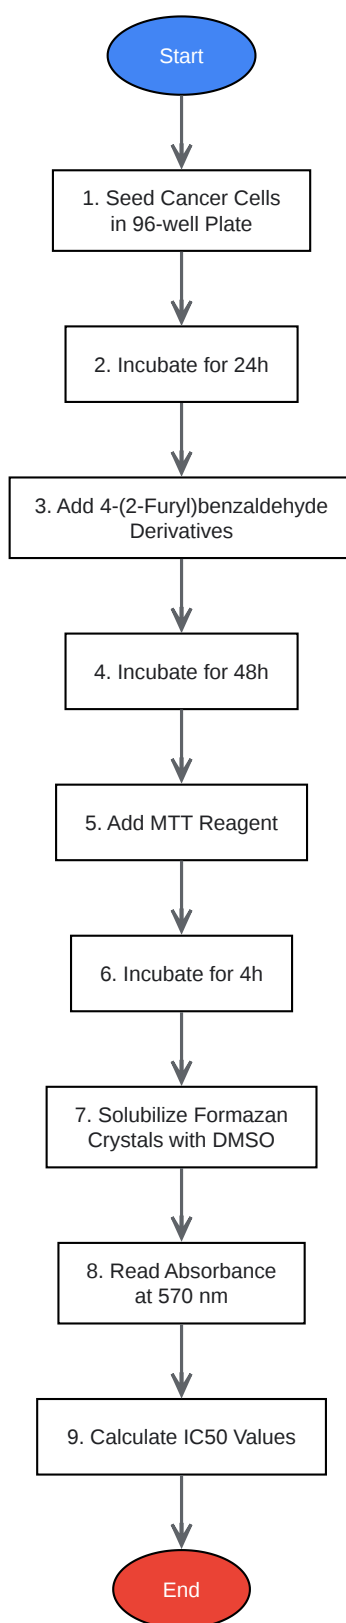 Start
1. Seed Cancer Cells
in 96-well Plate
2. Incubate for 24h
3. Add 4-(2-Furyl)benzaldehyde
Derivatives
4. Incubate for 48h
5. Add MTT Reagent
6. Incubate for 4h
7. Solubilize Formazan
Crystals with DMSO
8. Read Absorbance
at 570 nm
9. Calculate IC50 Values
End